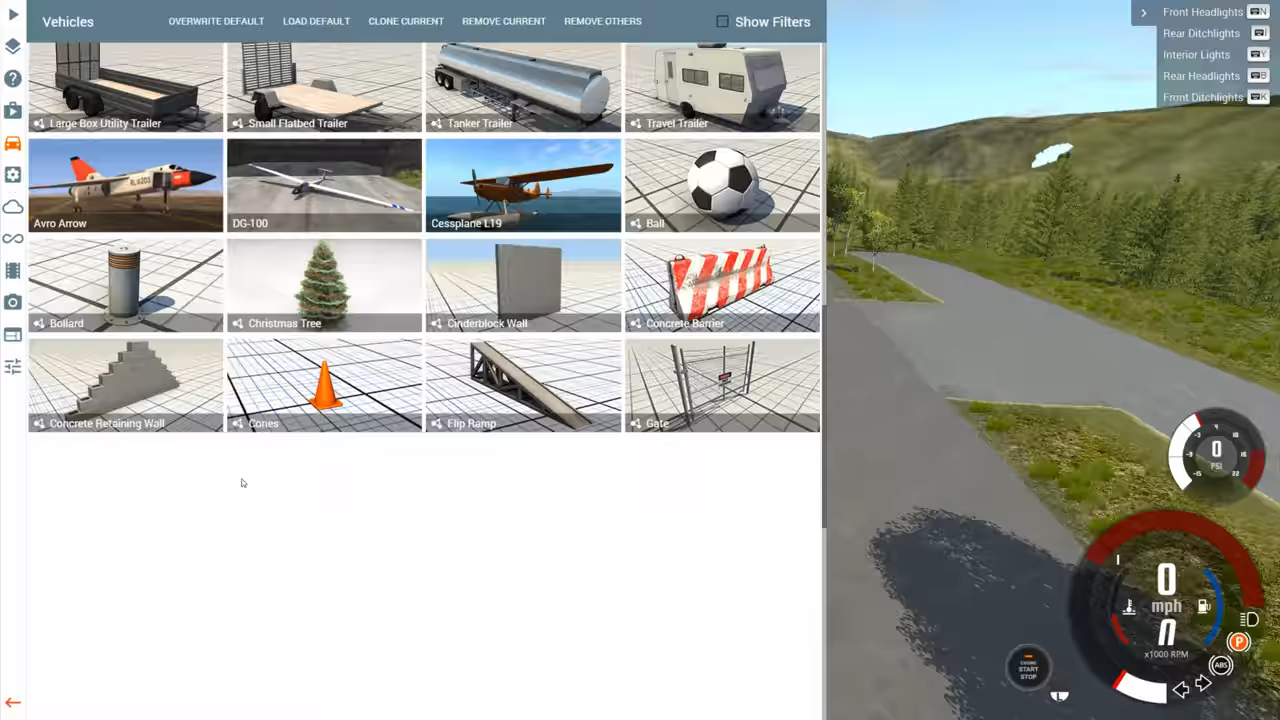 Vehicles
OVERWRITE DEFAULT
LOAD DEFAULT
CLONE CURRENT
REMOVE CURRENT
REMOVE OTHERS
Show Filters
Large Box Utility Trailer
Small Flatbed Trailer
Tanker Trailer
Travel Trailer
Avro Arrow
DG-100
Cessplane L19
Ball
Bollard
Christmas Tree
Cinderblock Wall
Concrete Barrier
Concrete Retaining Wall
Cones
Flip Ramp
Gate
Front Headlights N
Rear Ditchlights
Interior Lights Y
Rear Headlights B
Front Ditchlights K
0
PSI
0
mph
x1000 RPM
ENGINE
START
STOP
P
ABS
L